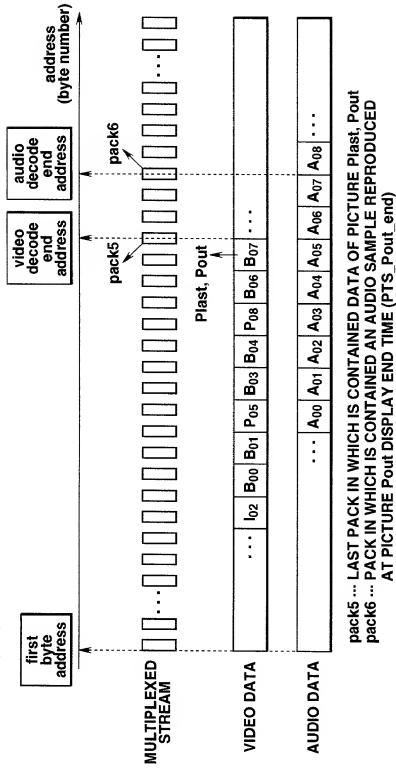 first
byte
address
video
decode
end
address
audio
decode
end
address
address
(byte number)
MULTIPLEXED
STREAM
...
pack5
pack6
...
Plast, Pout
VIDEO DATA
... I02 B00 B01 P05 B03 B04 P08 B06 B07 ...
AUDIO DATA
... A00 A01 A02 A03 A04 A05 A06 A07 A08 ...
pack5 ... LAST PACK IN WHICH IS CONTAINED DATA OF PICTURE Plast, Pout
pack6 ... PACK IN WHICH IS CONTAINED AN AUDIO SAMPLE REPRODUCED
AT PICTURE Pout DISPLAY END TIME (PTS_Pout_end)